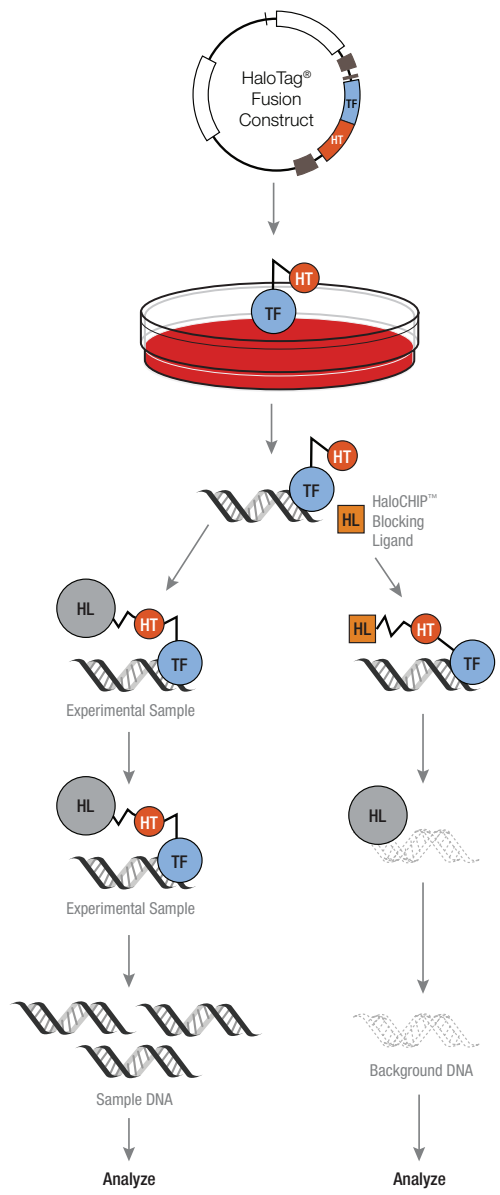 HaloTag®
Fusion
Construct
TF
HT
HT
TF
HT
TF
HL
HaloCHIP™
Blocking
Ligand
HL
HT
TF
Experimental Sample
HL
HT
TF
HL
HT
TF
Experimental Sample
HL
Sample DNA
Background DNA
Analyze
Analyze